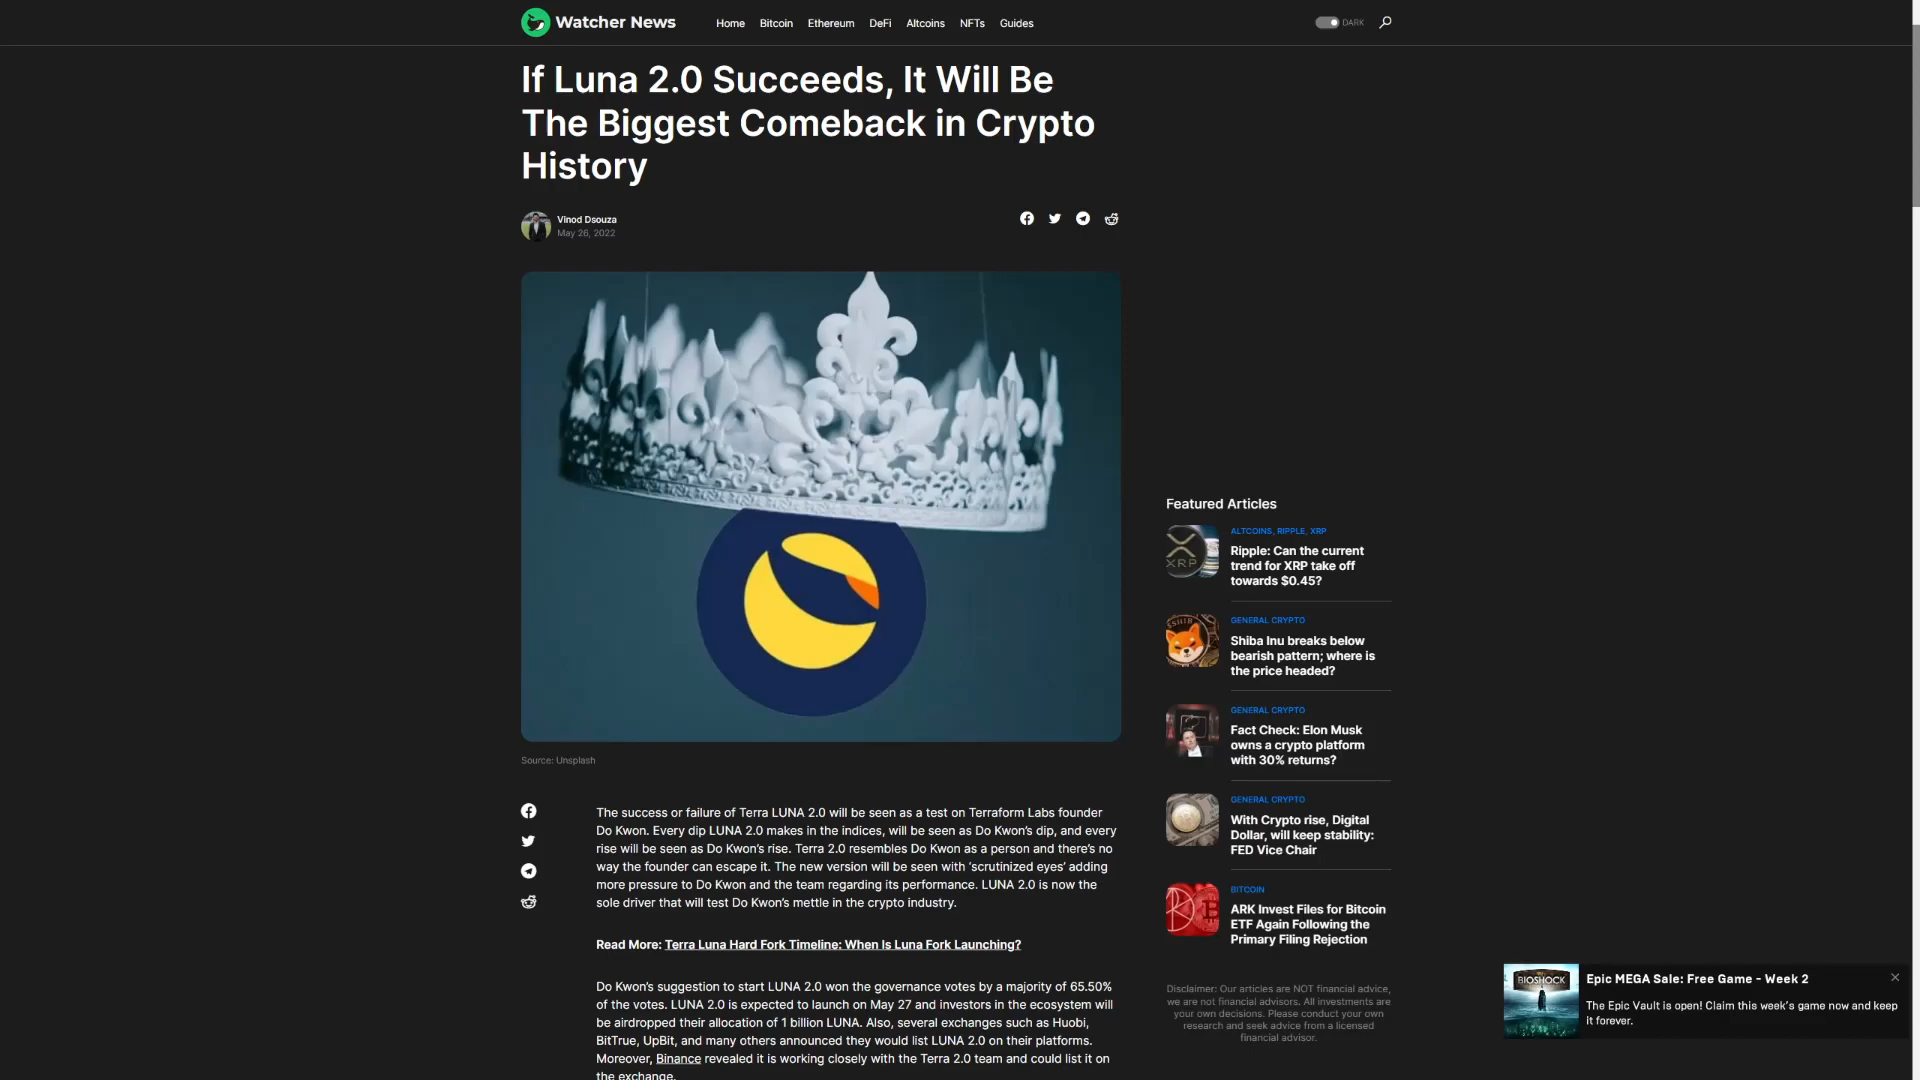 Watcher News
Home Bitcoin Ethereum DeFi Altcoins NFTs Guides
DARK
If Luna 2.0 Succeeds, It Will Be
The Biggest Comeback in Crypto
History
Vinod Dsouza
May 26, 2022
Source: Unsplash
The success or failure of Terra LUNA 2.0 will be seen as a test on Terraform Labs founder
Do Kwon. Every dip LUNA 2.0 makes in the indices, will be seen as Do Kwon’s dip, and every
rise will be seen as Do Kwon’s rise. Terra 2.0 resembles Do Kwon as a person and there’s no
way the founder can escape it. The new version will be seen with ‘scrutinized eyes’ adding
more pressure to Do Kwon and the team regarding its performance. LUNA 2.0 is now the
sole driver that will test Do Kwon’s mettle in the crypto industry.
Read More: Terra Luna Hard Fork Timeline: When Is Luna Fork Launching?
Do Kwon’s suggestion to start LUNA 2.0 won the governance votes by a majority of 65.50%
of the votes. LUNA 2.0 is expected to launch on May 27 and investors in the ecosystem will
be airdropped their allocation of 1 billion LUNA. Also, several exchanges such as Huobi,
BitTrue, UpBit, and many others announced they would list LUNA 2.0 on their platforms.
Moreover, Binance revealed it is working closely with the Terra 2.0 team and could list it on
the exchange.
Featured Articles
XRP
ALTCOINS, RIPPLE, XRP
Ripple: Can the current
trend for XRP take off
towards $0.45?
$SHIB
GENERAL CRYPTO
Shiba Inu breaks below
bearish pattern; where is
the price headed?
GENERAL CRYPTO
Fact Check: Elon Musk
owns a crypto platform
with 30% returns?
GENERAL CRYPTO
With Crypto rise, Digital
Dollar, will keep stability:
FED Vice Chair
BITCOIN
ARK Invest Files for Bitcoin
ETF Again Following the
Primary Filing Rejection
Disclaimer: Our articles are NOT financial advice,
we are not financial advisors. All investments are
your own decisions. Please conduct your own
research and seek advice from a licensed
financial advisor.
BIOSHOCK
Epic MEGA Sale: Free Game - Week 2
The Epic Vault is open! Claim this week’s game now and keep
it forever.